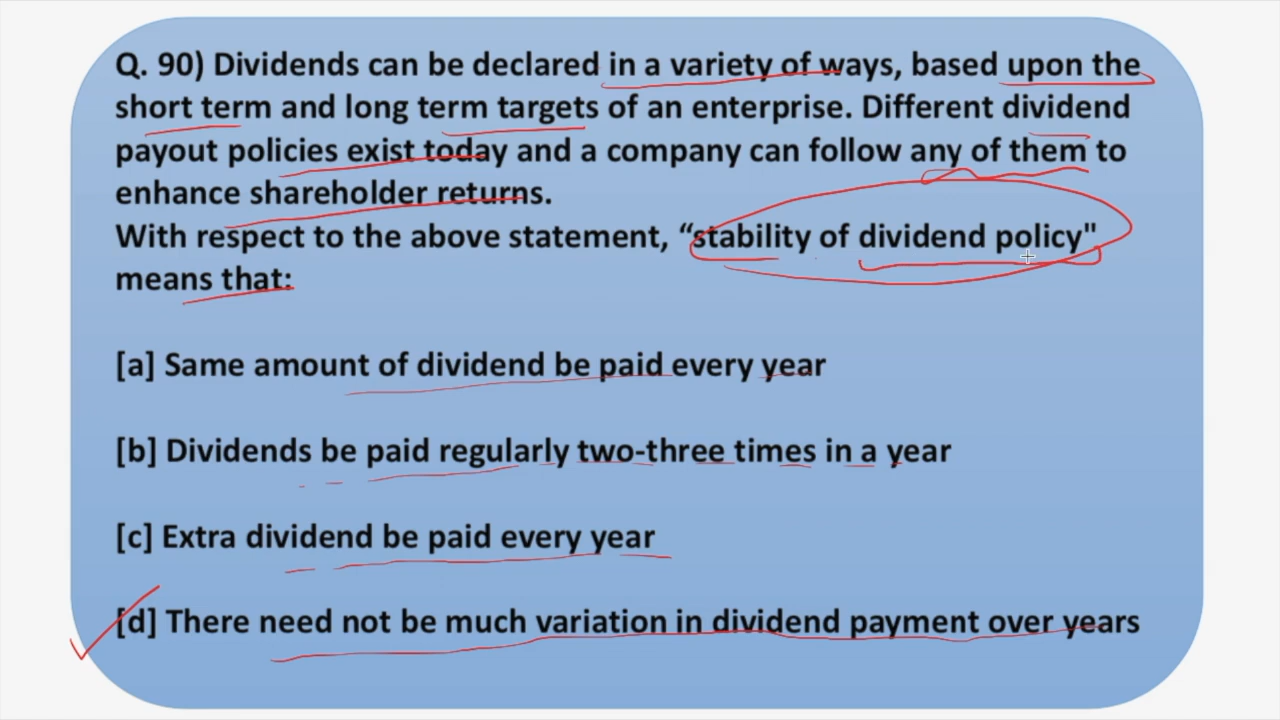 Q. 90) Dividends can be declared in a variety of ways, based upon the
short term and long term targets of an enterprise. Different dividend
payout policies exist today and a company can follow any of them to
enhance shareholder returns.
With respect to the above statement, “stability of dividend policy"
means that:
[a] Same amount of dividend be paid every year
[b] Dividends be paid regularly two-three times in a year
[c] Extra dividend be paid every year
[d] There need not be much variation in dividend payment over years